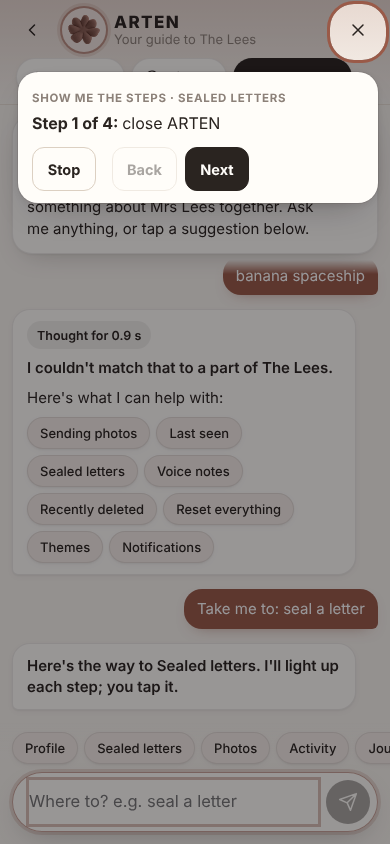 ARTEN
Your guide to The Lees
SHOW ME THE STEPS · SEALED LETTERS
Step 1 of 4: close ARTEN
Stop
Back
Next
something about Mrs Lees together. Ask
me anything, or tap a suggestion below.
banana spaceship
Thought for 0.9 s
I couldn't match that to a part of The Lees.
Here's what I can help with:
Sending photos
Last seen
Sealed letters
Voice notes
Recently deleted
Reset everything
Themes
Notifications
Take me to: seal a letter
Here's the way to Sealed letters. I'll light up
each step; you tap it.
Profile
Sealed letters
Photos
Activity
Jou
Where to? e.g. seal a letter